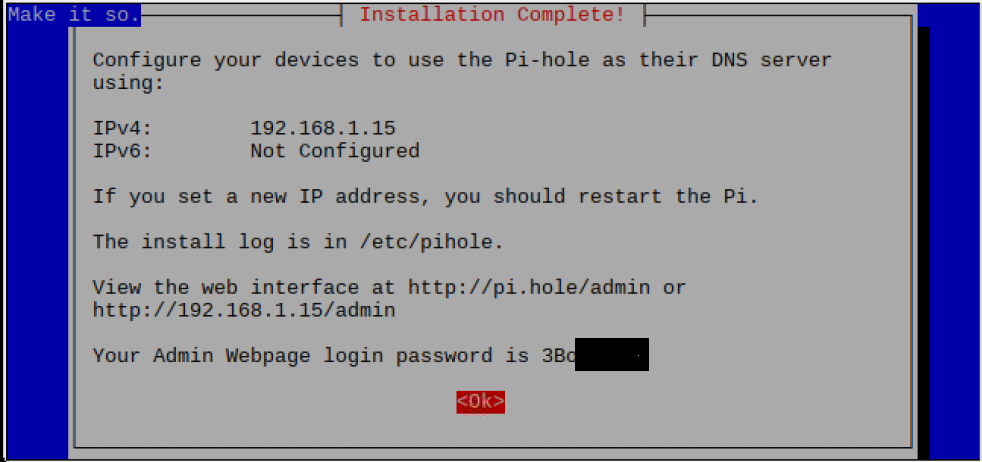 Make it so.
Installation Complete!
Configure your devices to use the Pi-hole as their DNS server
using:
IPv4: 192.168.1.15
IPv6: Not Configured
If you set a new IP address, you should restart the Pi.
The install log is in /etc/pihole.
View the web interface at http://pi.hole/admin or
http://192.168.1.15/admin
Your Admin Webpage login password is
<Ok>